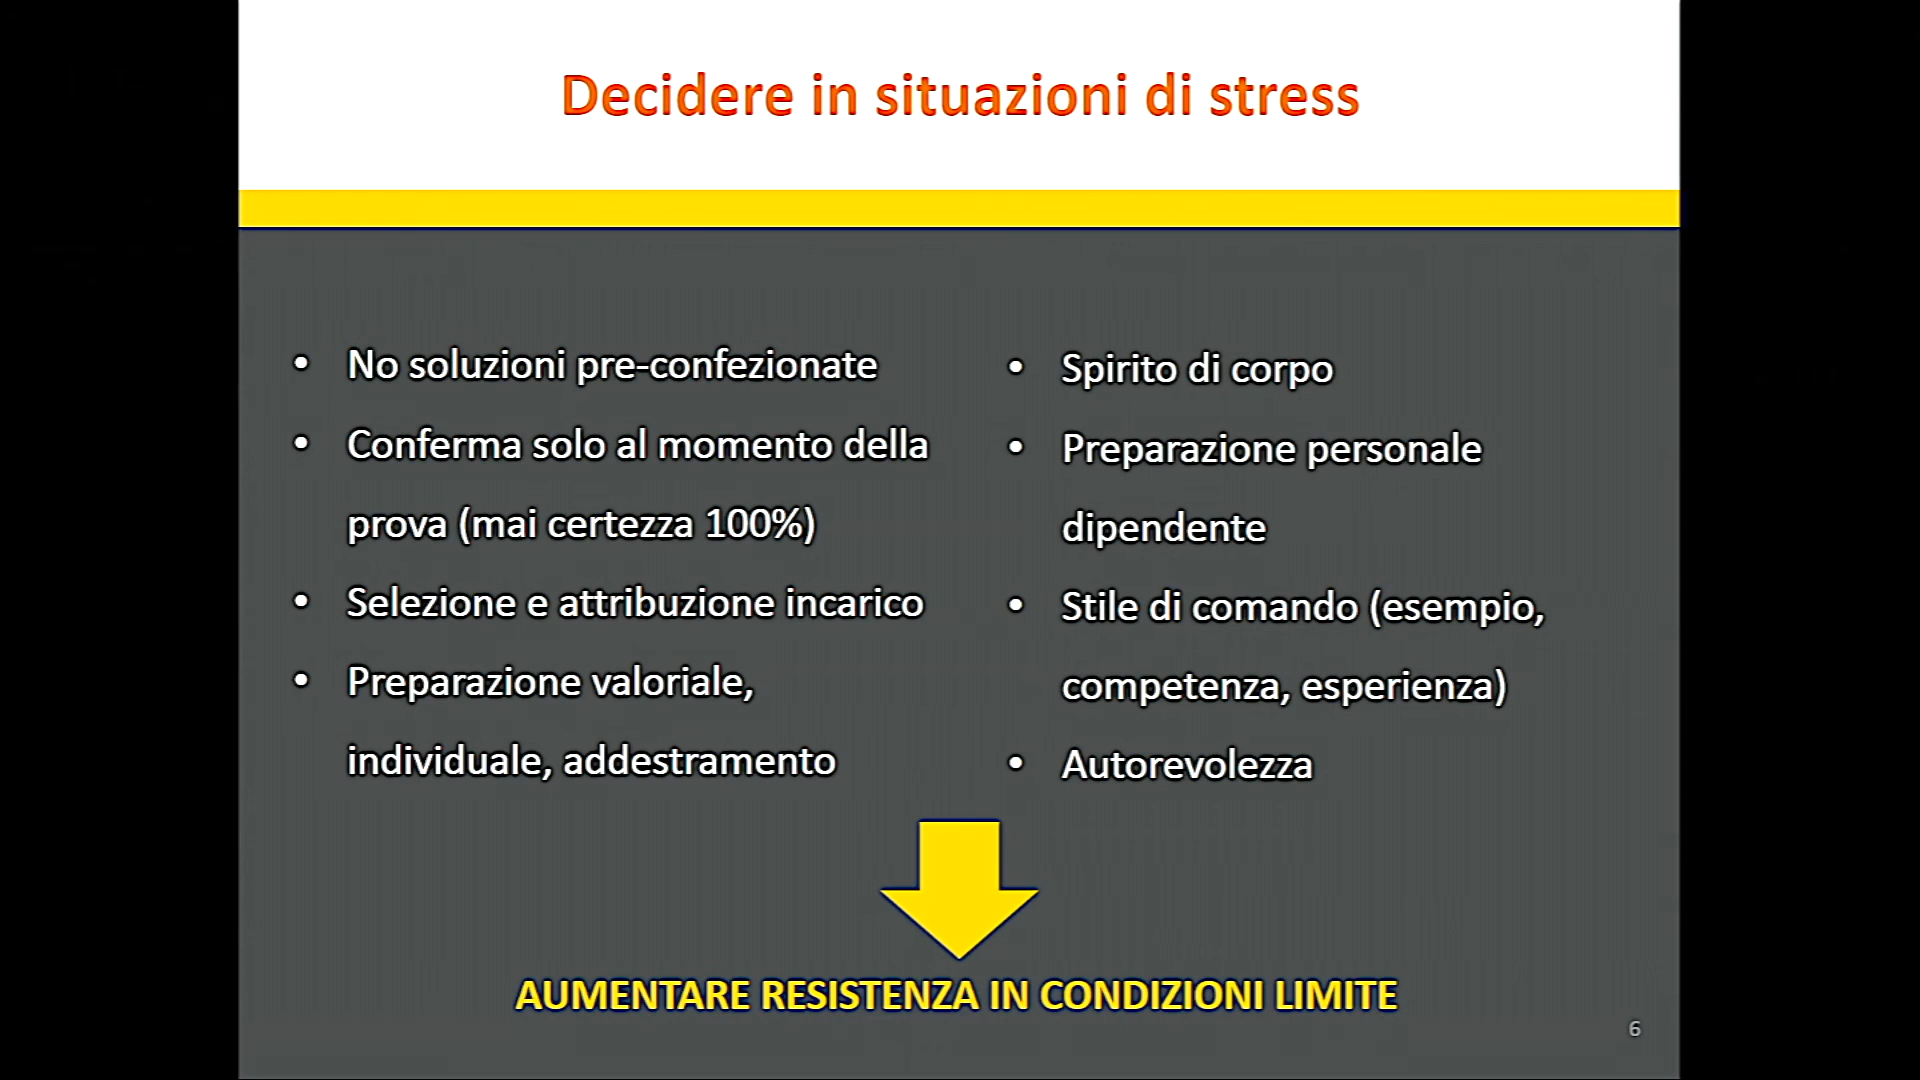 Decidere in situazioni di stress
• No soluzioni pre-confezionate
• Conferma solo al momento della
prova (mai certezza 100%)
• Selezione e attribuzione incarico
• Preparazione valoriale,
individuale, addestramento
• Spirito di corpo
• Preparazione personale
dipendente
• Stile di comando (esempio,
competenza, esperienza)
• Autorevolezza
AUMENTARE RESISTENZA IN CONDIZIONI LIMITE
6